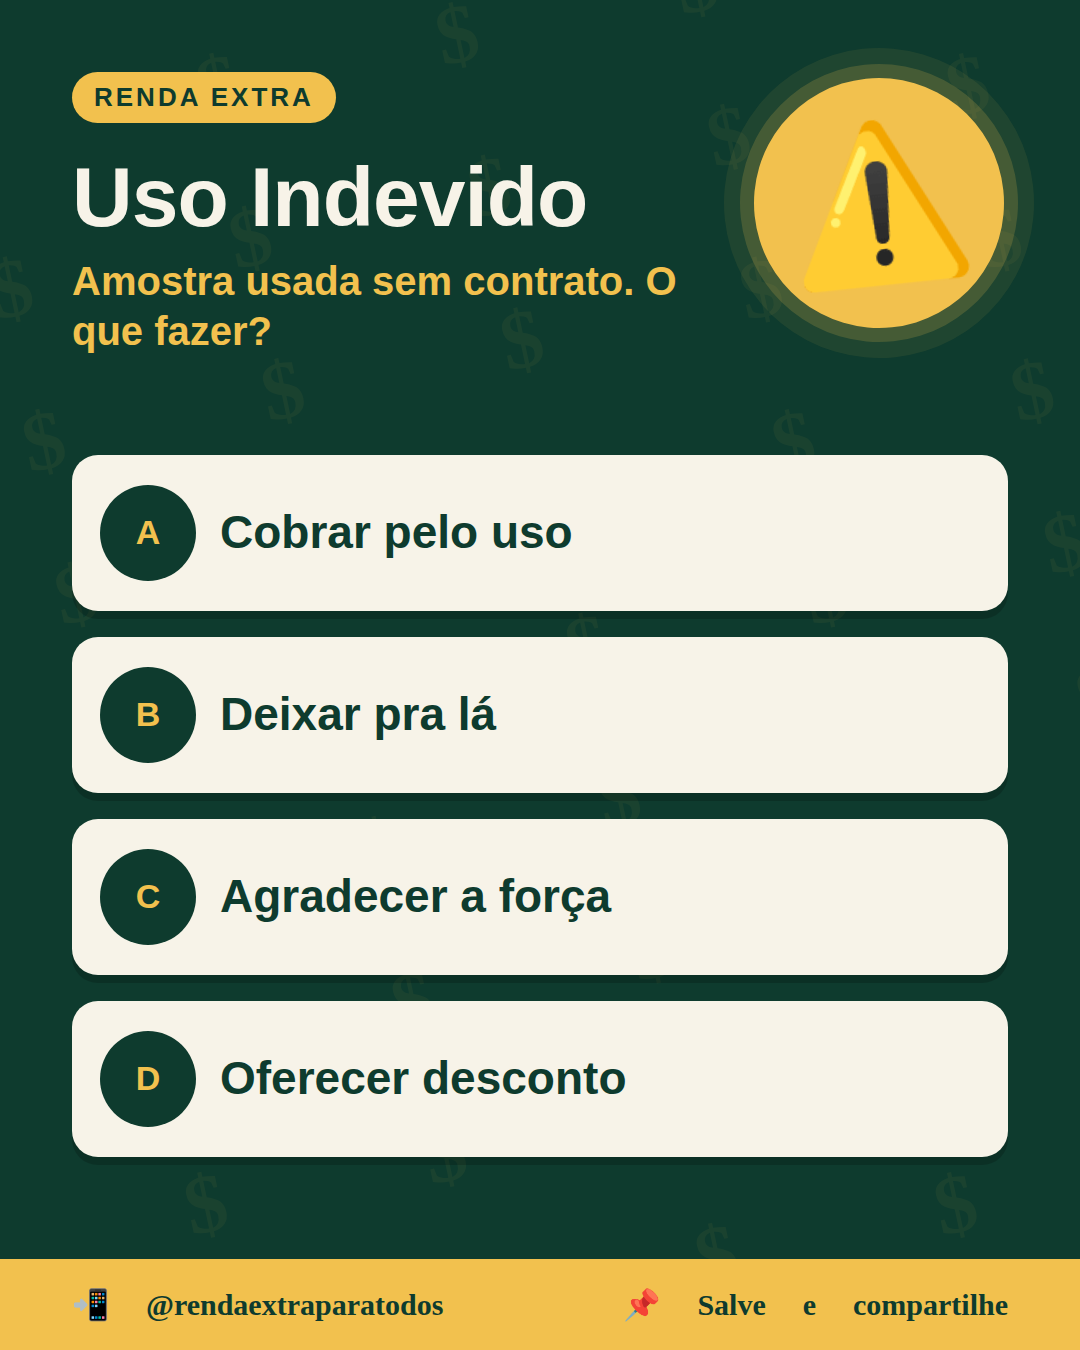 RENDA EXTRA
Uso Indevido
Amostra usada sem contrato. O
que fazer?
A Cobrar pelo uso
B Deixar pra lá
C Agradecer a força
D Oferecer desconto
@rendaextraparatodos Salve e compartilhe